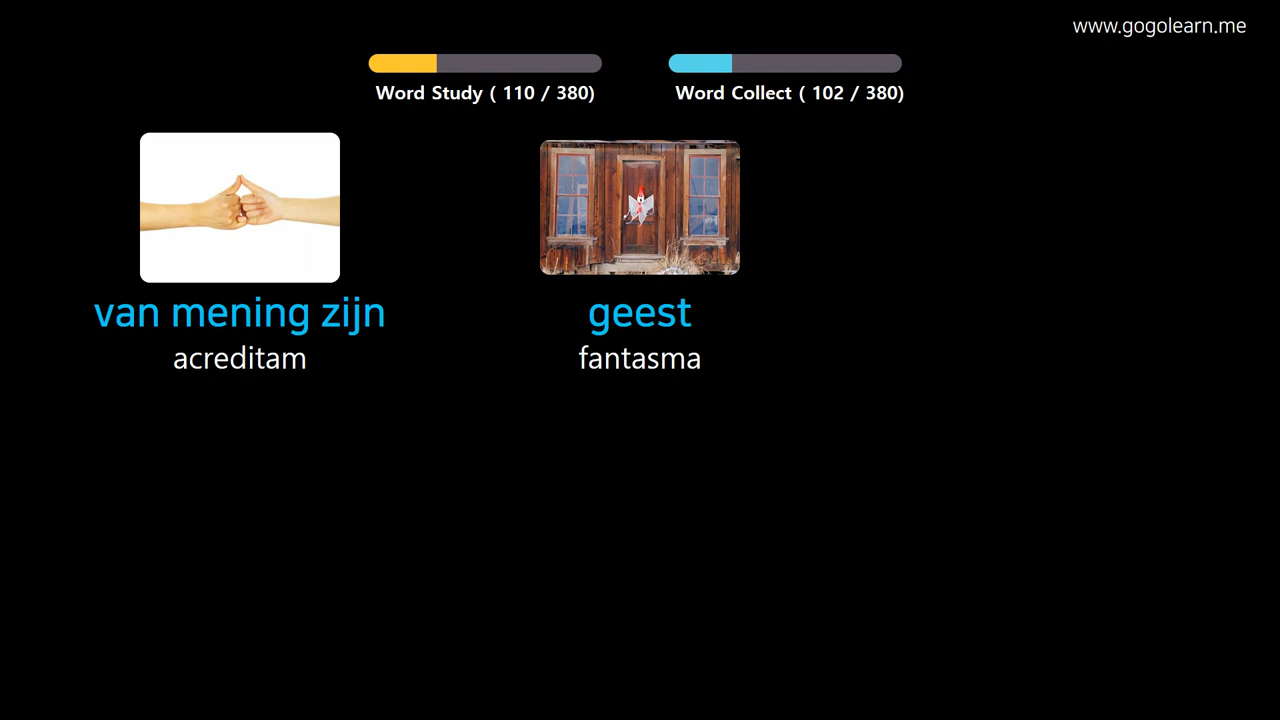 www.gogolearn.me
Word Study ( 110 / 380)
Word Collect ( 102 / 380)
van mening zijn
acreditam
geest
fantasma